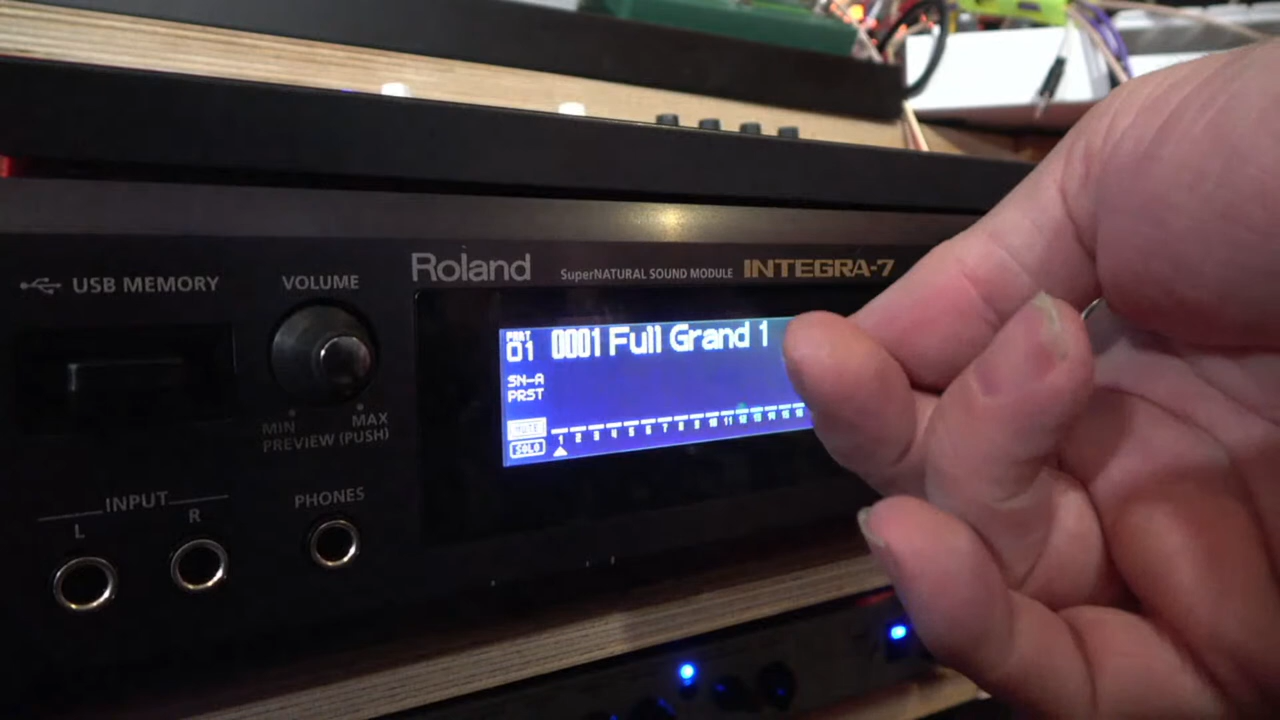 USB MEMORY
VOLUME
MIN
MAX
PREVIEW (PUSH)
INPUT
L
R
PHONES
Roland
SuperNATURAL SOUND MODULE INTEGRA-7
PART
01
0001 Full Grand 1
SN-A
PRST
MUTE
SOLO
1 2 3 4 5 6 7 8 9 10 11 12 13 14 15 16